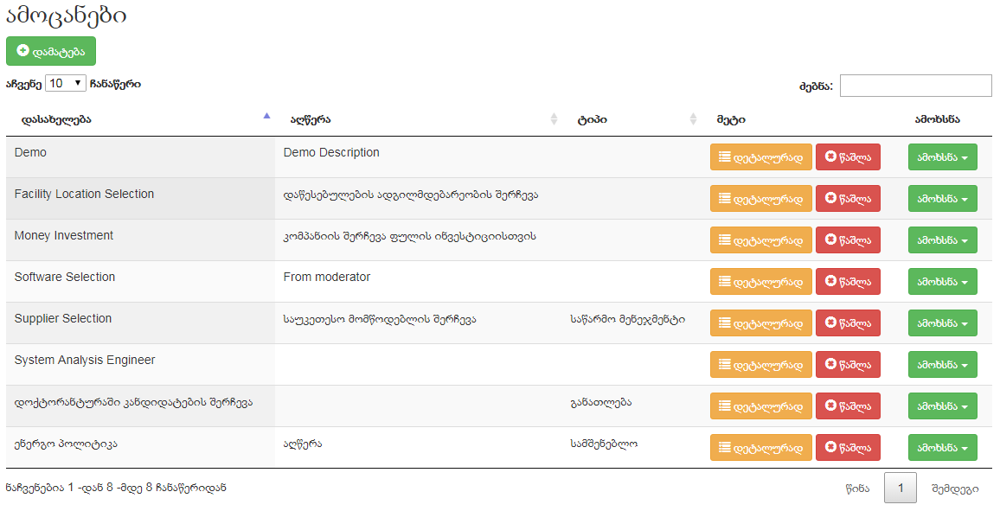 ამოცანები
დამატება
აჩვენე 10 ჩანაწერი ძებნა:
დასახელება აღწერა ტიპი მეტი ამოხსნა
Demo Demo Description დეტალურად წაშლა ამოხსნა
Facility Location Selection დაწესებულების ადგილმდებარეობის შერჩევა დეტალურად წაშლა ამოხსნა
Money Investment კომპანიის შერჩევა ფულის ინვესტიციისთვის დეტალურად წაშლა ამოხსნა
Software Selection From moderator დეტალურად წაშლა ამოხსნა
Supplier Selection საუკეთესო მომწოდებლის შერჩევა საწარმო მენეჯმენტი დეტალურად წაშლა ამოხსნა
System Analysis Engineer დეტალურად წაშლა ამოხსნა
დოქტორანტურაში კანდიდატების შერჩევა განათლება დეტალურად წაშლა ამოხსნა
ენერგო პოლიტიკა აღწერა სამშენებლო დეტალურად წაშლა ამოხსნა
ნაჩვენებია 1 -დან 8 -მდე 8 ჩანაწერიდან წინა 1 შემდეგი